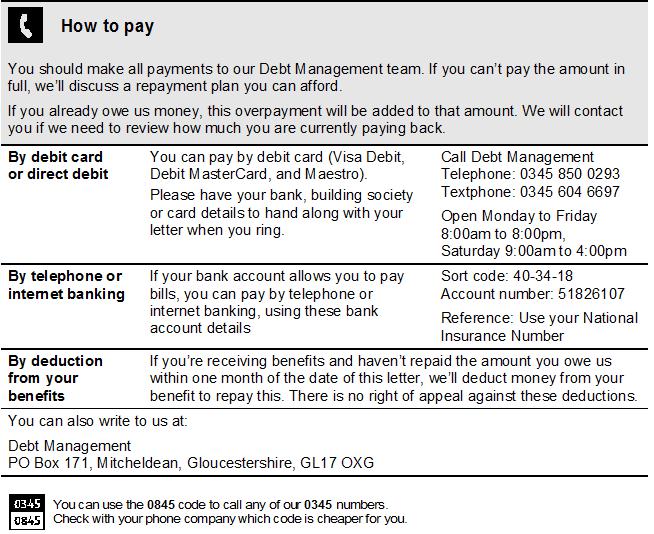 How to pay
You should make all payments to our Debt Management team. If you can't pay the amount in
full, we'll discuss a repayment plan you can afford.
If you already owe us money, this overpayment will be added to that amount. We will contact
you if we need to review how much you are currently paying back.
By debit card
or direct debit
You can pay by debit card (Visa Debit,
Debit MasterCard, and Maestro).
Please have your bank, building society
or card details to hand along with your
letter when you ring.
Call Debt Management
Telephone: 0345 850 0293
Textphone: 0345 604 6697
Open Monday to Friday
8:00am to 8:00pm,
Saturday 9:00am to 4:00pm
By telephone or
internet banking
If your bank account allows you to pay
bills, you can pay by telephone or
internet banking, using these bank
account details
Sort code: 40-34-18
Account number: 51826107
Reference: Use your National
Insurance Number
By deduction
from your
benefits
If you're receiving benefits and haven't repaid the amount you owe us
within one month of the date of this letter, we'll deduct money from your
benefit to repay this. There is no right of appeal against these deductions.
You can also write to us at:
Debt Management
PO Box 171, Mitcheldean, Gloucestershire, GL17 OXG
0345
0845
You can use the 0845 code to call any of our 0345 numbers.
Check with your phone company which code is cheaper for you.